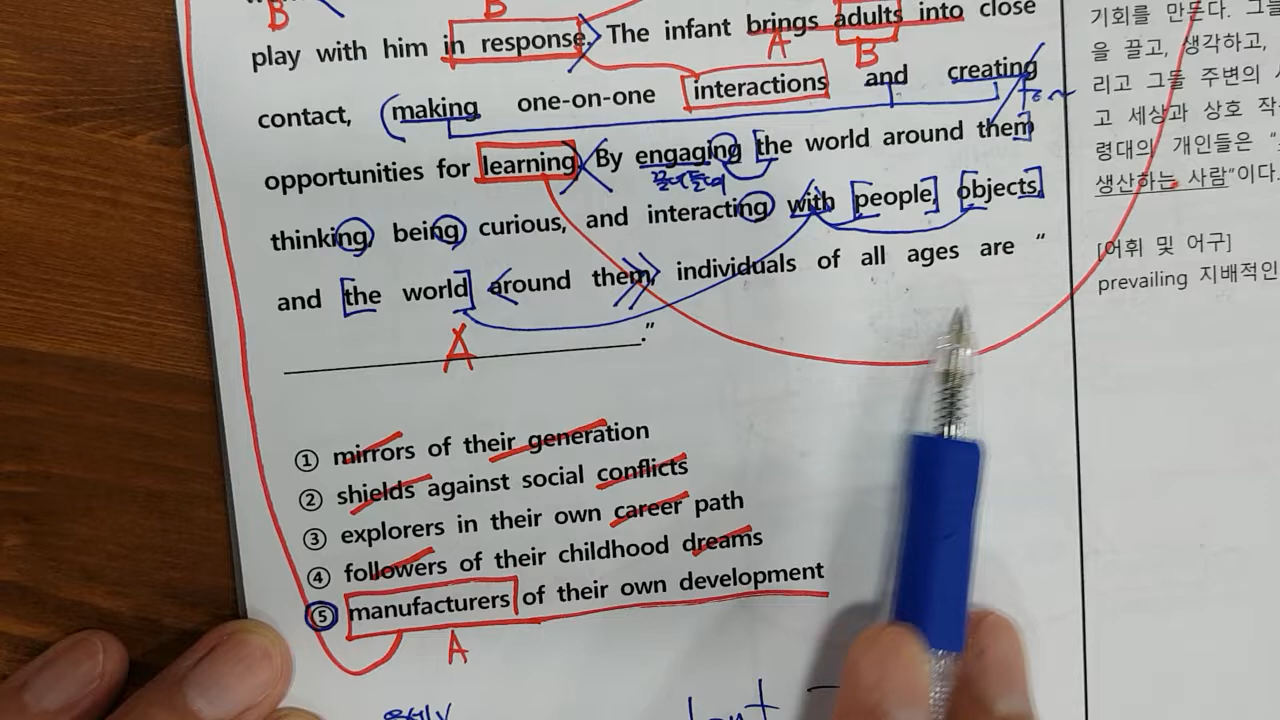 B
B
play with him in response. The infant brings adults into close
A
B
contact, making one-on-one interactions and creating
opportunities for learning. By engaging the world around them
끌어들여
thinking, being curious, and interacting with people, objects,
and the world around them, individuals of all ages are "
A
."
① mirrors of their generation
② shields against social conflicts
③ explorers in their own career path
④ followers of their childhood dreams
⑤ manufacturers of their own development
A
기회를 만든다.
을 끌고, 생각하고,
리고 그들 주변의
고 세상과 상호 작
령대의 개인들은
생산하는 사람"이다.
[어휘 및 어구]
prevailing 지배적인